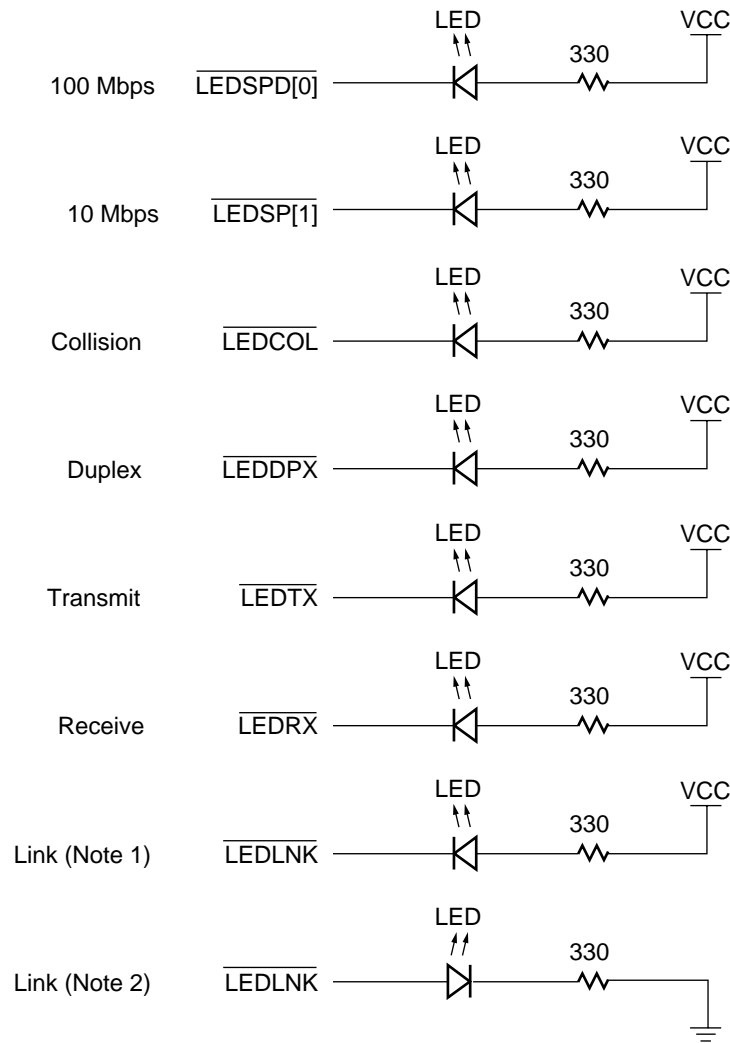 LED VCC
330
100 Mbps LEDSPD[0]
LED VCC
330
10 Mbps LEDSP[1]
LED VCC
330
Collision LEDCOL
LED VCC
330
Duplex LEDDPX
LED VCC
330
Transmit LEDTX
LED VCC
330
Receive LEDRX
LED VCC
330
Link (Note 1) LEDLNK
LED
330
Link (Note 2) LEDLNK